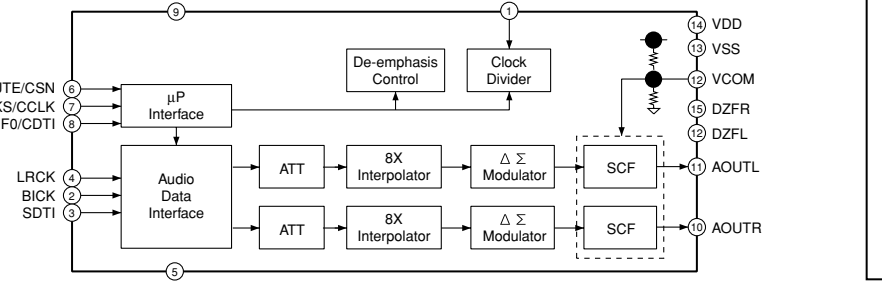 9
1
14 VDD
13 VSS
12 VCOM
15 DZFR
12 DZFL
11 AOUTL
10 AOUTR
De-emphasis
Control
Clock
Divider
UTE/CSN 6
KS/CCLK 7
F0/CDTI 8
μP
Interface
LRCK 4
BICK 2
SDTI 3
Audio
Data
Interface
ATT
8X
Interpolator
Δ Σ
Modulator
SCF
ATT
8X
Interpolator
Δ Σ
Modulator
SCF
5